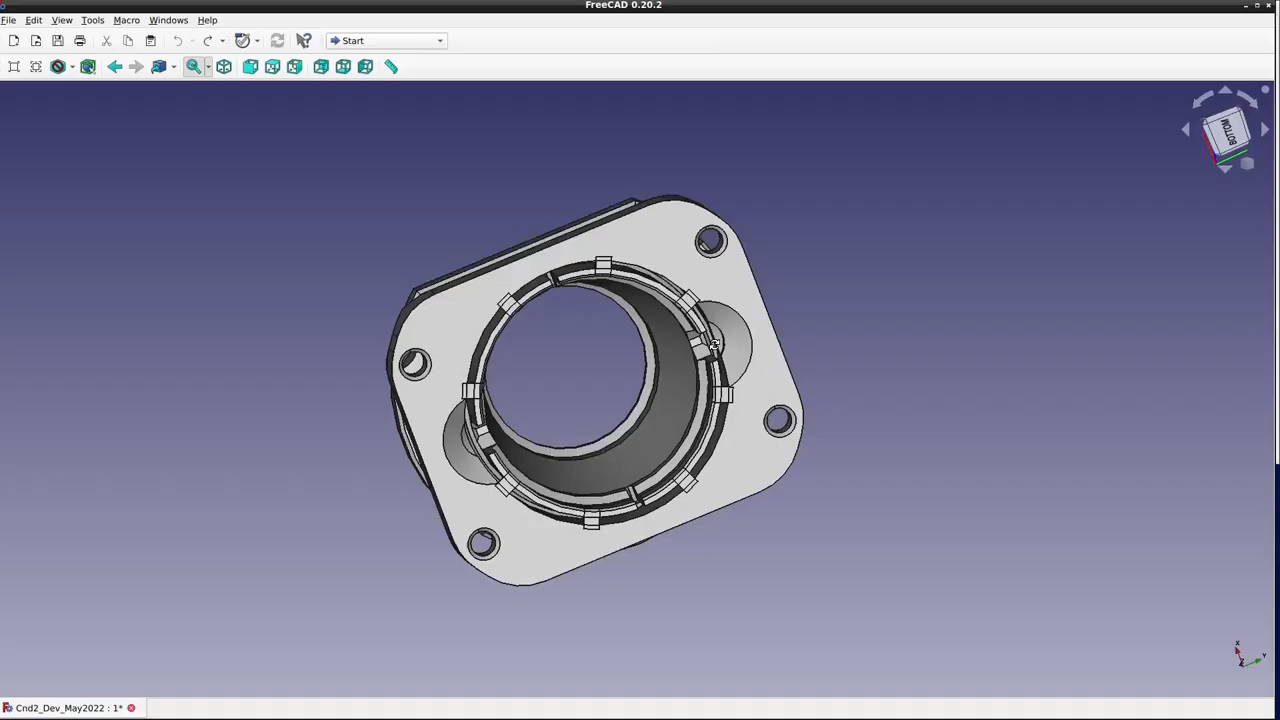 FreeCAD 0.20.2
File Edit View Tools Macro Windows Help
Start
BOTTOM
X
Y
Z
Cnd2_Dev_May2022 : 1*